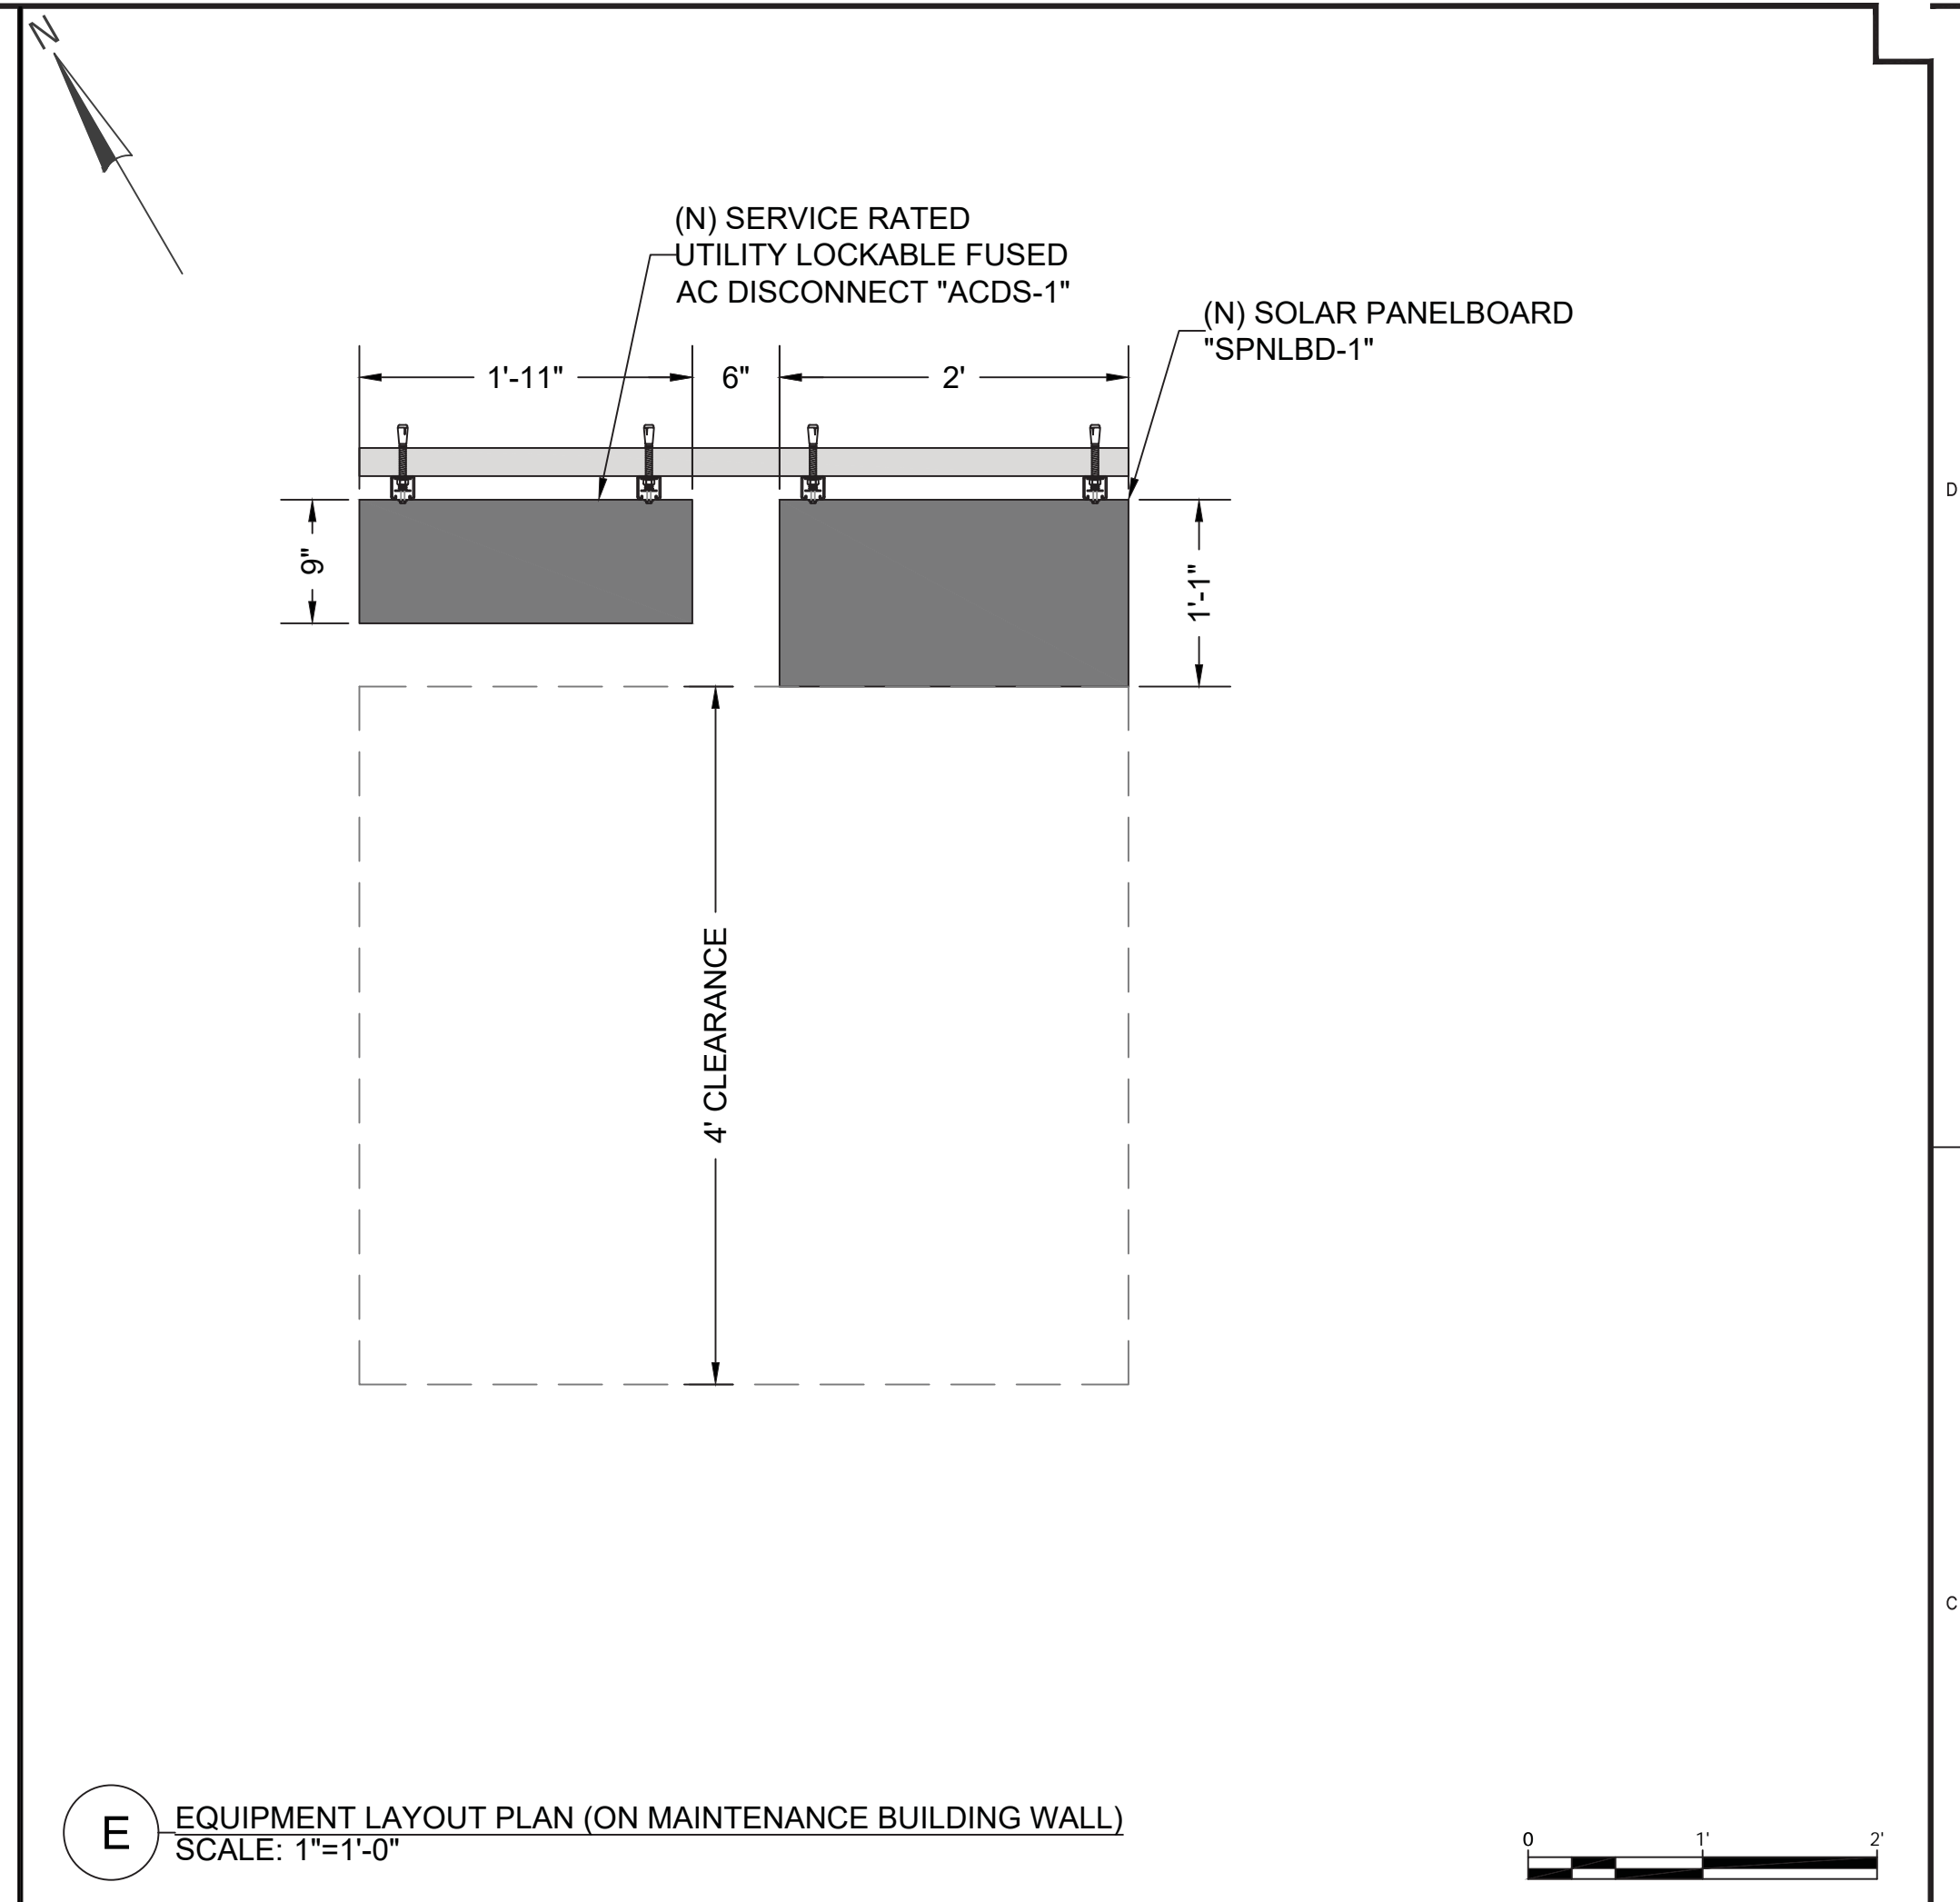 N
(N) SERVICE RATED
UTILITY LOCKABLE FUSED
AC DISCONNECT "ACDS-1"
(N) SOLAR PANELBOARD
"SPNLBD-1"
1'-11"
6"
2'
D
9"
1'-1"
4' CLEARANCE
C
E
EQUIPMENT LAYOUT PLAN (ON MAINTENANCE BUILDING WALL)
SCALE: 1"=1'-0"
0
1'
2'